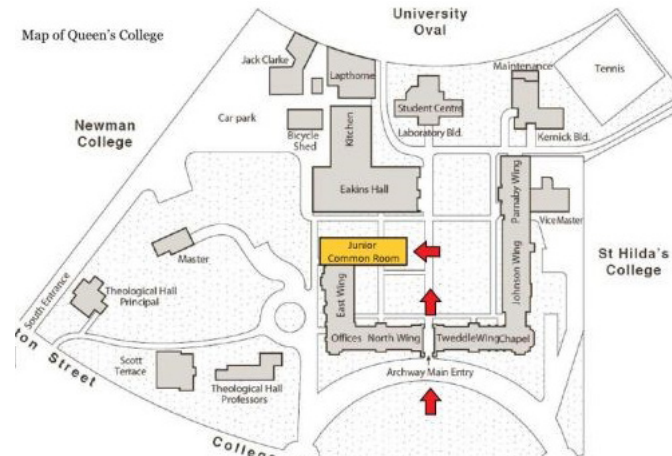 University
Oval
Map of Queen's College
Jack Clarke
Lapthorne
Maintenance
Tennis
Newman
College
Car park
Bicycle
Shed
Kitchen
Student Centre
Laboratory Bld.
Kernick Bld.
Eakins Hall
Parnaby Wing
Vice Master
Junior
Common Room
Master
St Hilda's
College
Johnson Wing
South Entrance
Theological Hall
Principal
East Wing
Offices
North Wing
TweddleWing
Chapel
ton Street
Scott
Terrace
Theological Hall
Professors
Archway Main Entry
College